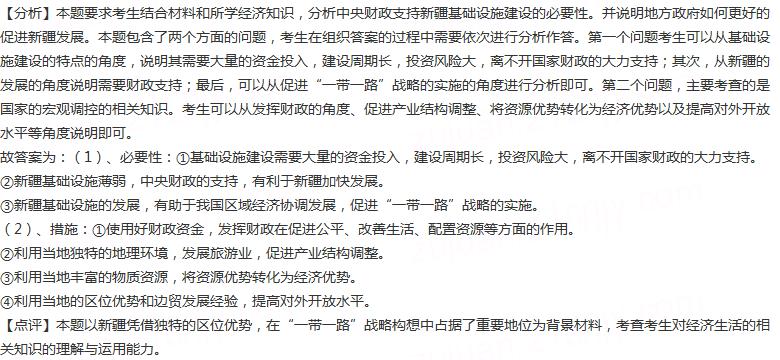 【分析】本题要求考生结合材料和所学经济知识，分析中央财政支持新疆基础设施建设的必要性。并说明地方政府如何更好的
促进新疆发展。本题包含了两个方面的问题，考生在组织答案的过程中需要依次进行分析作答。第一个问题考生可以从基础设
施建设的特点的角度，说明其需要大量的资金投入，建设周期长，投资风险大，离不开国家财政的大力支持；其次，从新疆的
发展的角度说明需要财政支持；最后，可以从促进“一带一路”战略的实施的角度进行分析即可。第二个问题，主要考查的是
国家的宏观调控的相关知识。考生可以从发挥财政的角度、促进产业结构调整、将资源优势转化为经济优势以及提高对外开放
水平等角度说明即可。
故答案为：（1）、必要性：①基础设施建设需要大量的资金投入，建设周期长，投资风险大，离不开国家财政的大力支持。
②新疆基础设施薄弱，中央财政的支持，有利于新疆加快发展。
③新疆基础设施的发展，有助于我国区域经济协调发展，促进“一带一路”战略的实施。
（2）、措施：①使用好财政资金，发挥财政在促进公平、改善生活、配置资源等方面的作用。
②利用当地独特的地理环境，发展旅游业，促进产业结构调整。
③利用当地丰富的物质资源，将资源优势转化为经济优势。
④利用当地的区位优势和边贸发展经验，提高对外开放水平。
【点评】本题以新疆凭借独特的区位优势，在“一带一路”战略构想中占据了重要地位为背景材料，考查考生对经济生活的相
关知识的理解与运用能力。